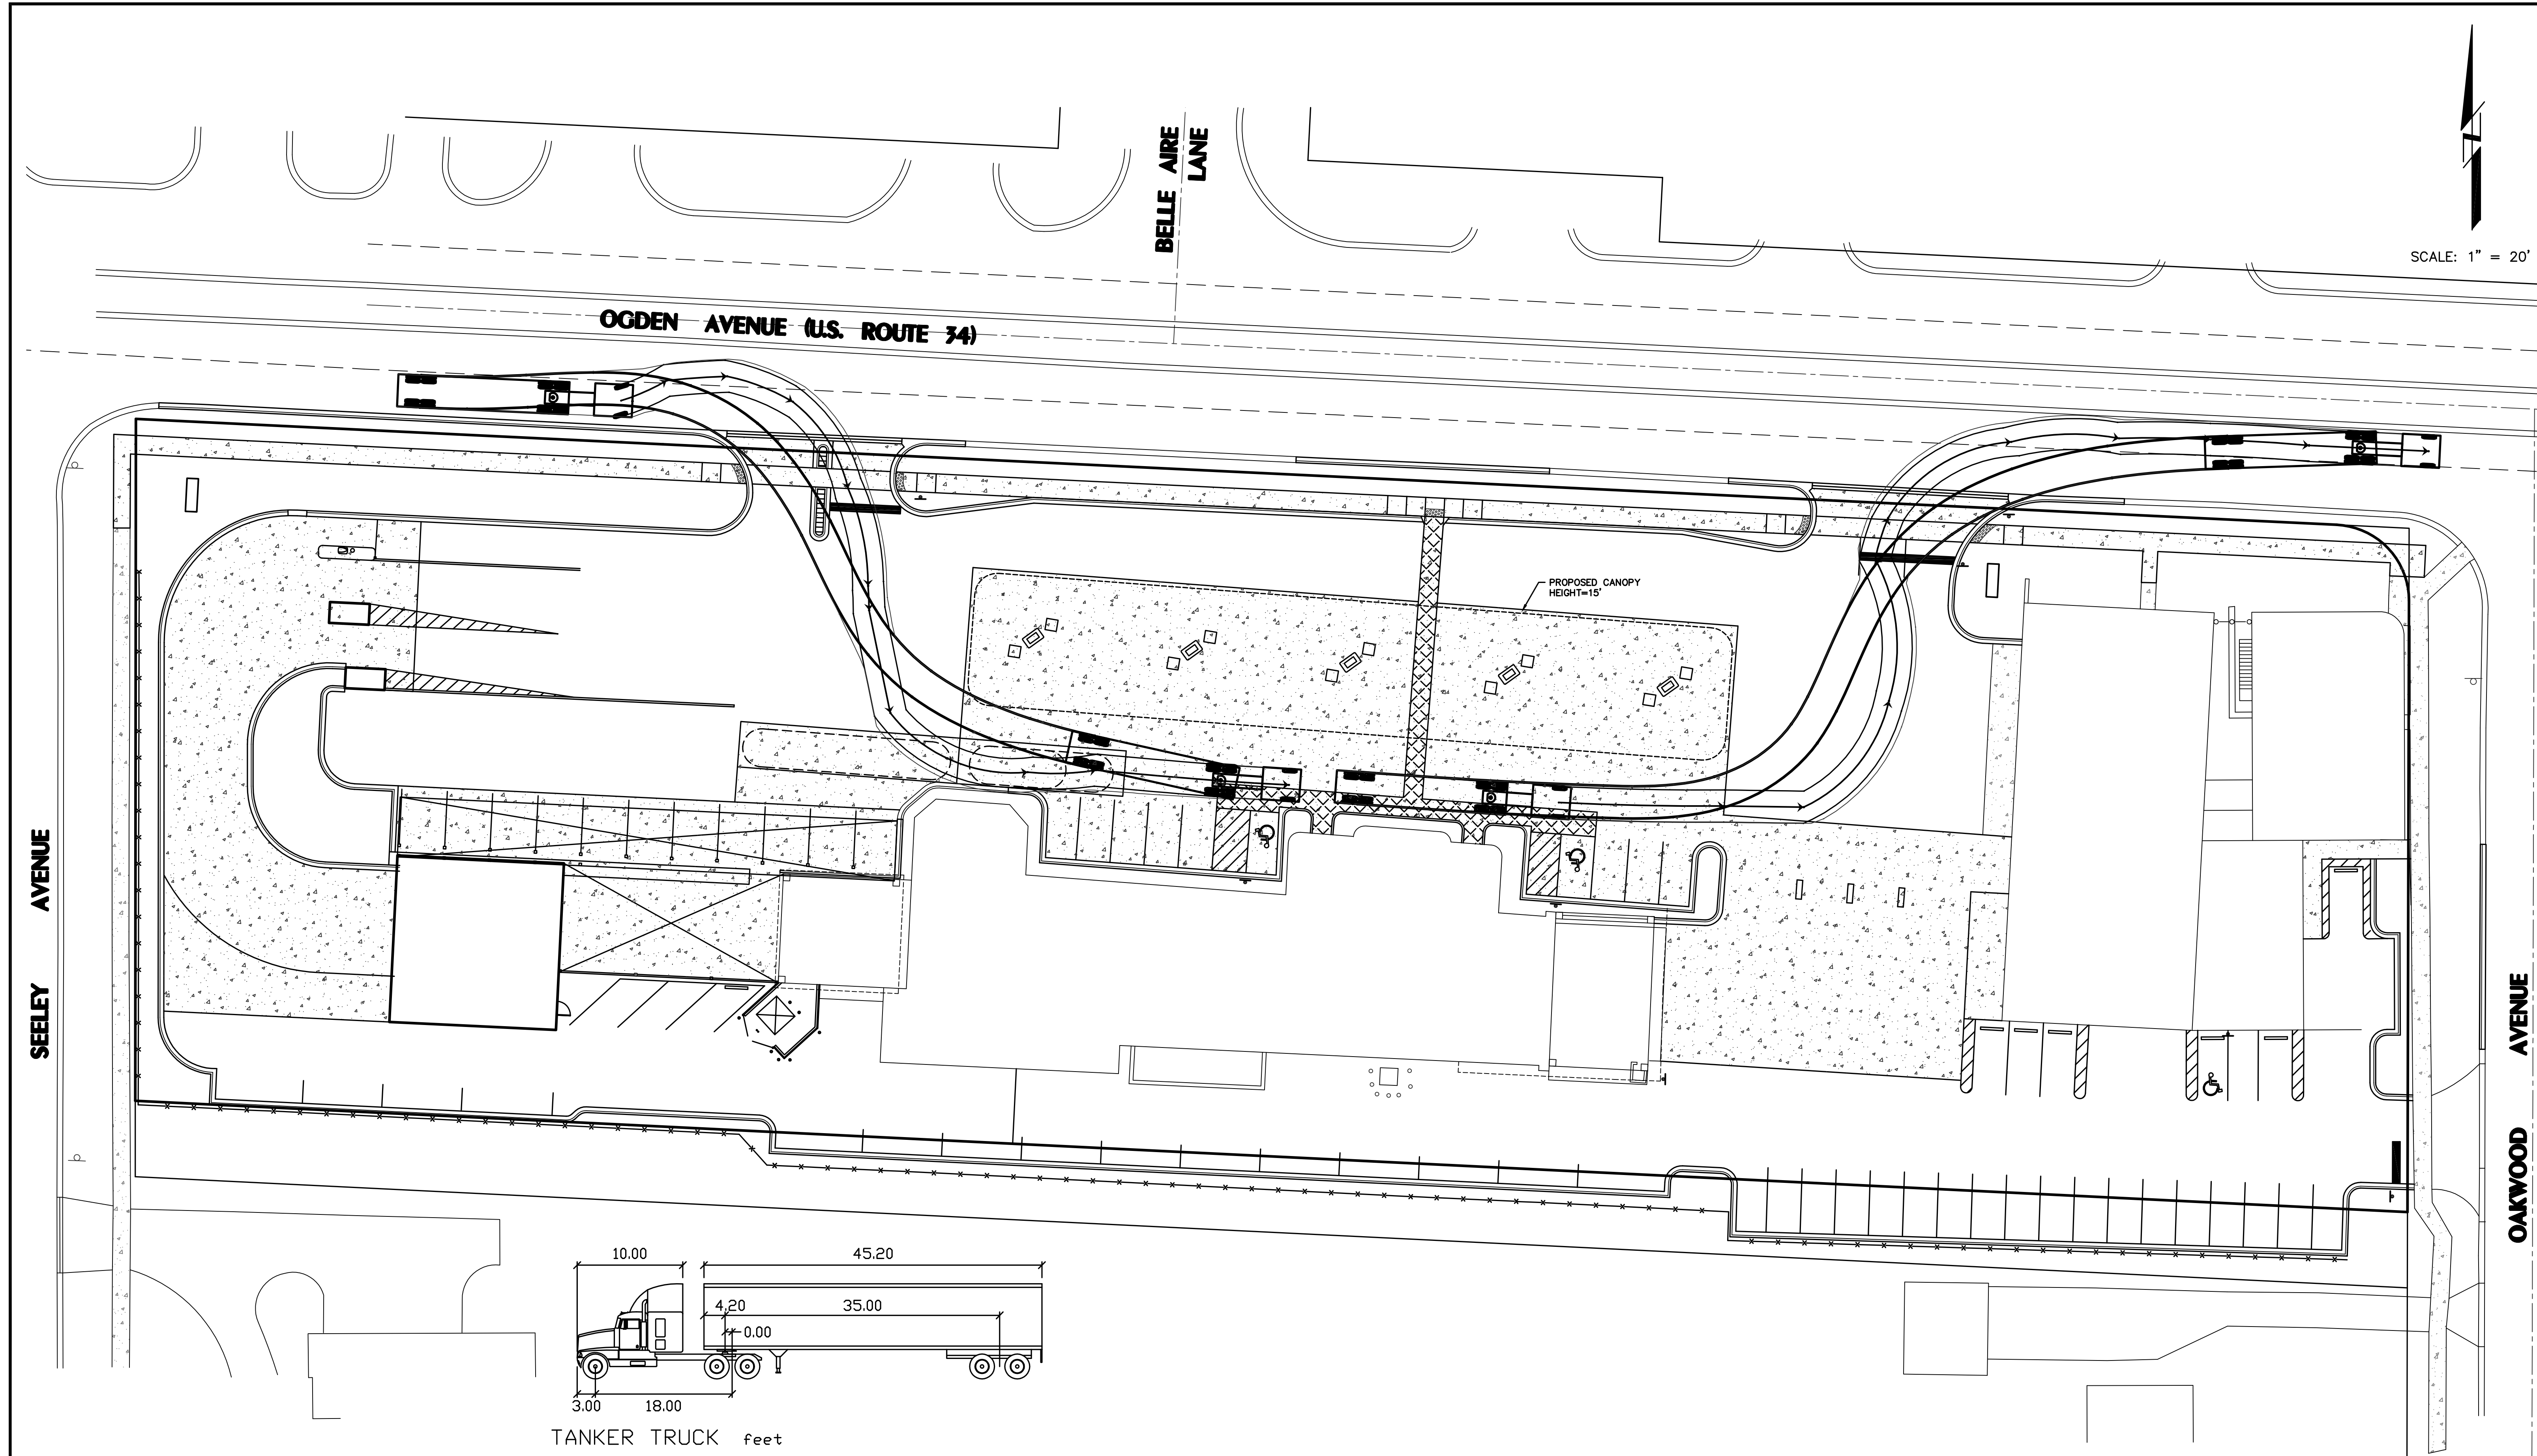 BELLE AIRE
LANE
SCALE: 1" = 20'
OGDEN AVENUE (U.S. ROUTE 34)
PROPOSED CANOPY
HEIGHT=15'
SEELEY AVENUE
OAKWOOD AVENUE
10.00
45.20
4.20
35.00
0.00
3.00
18.00
TANKER TRUCK feet